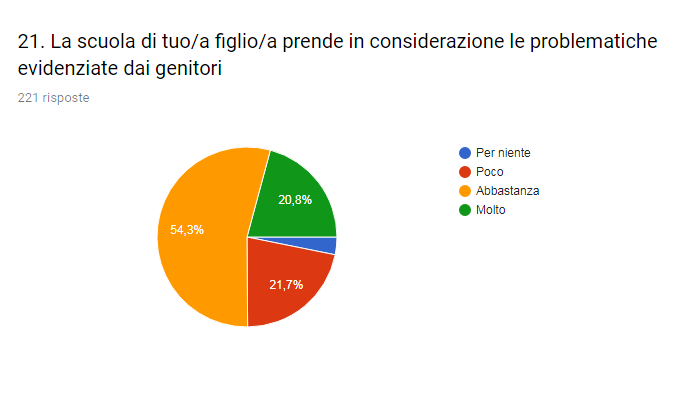 21. La scuola di tuo/a figlio/a prende in considerazione le problematiche
evidenziate dai genitori
221 risposte
Per niente
Poco
Abbastanza
Molto
20,8%
54,3%
21,7%